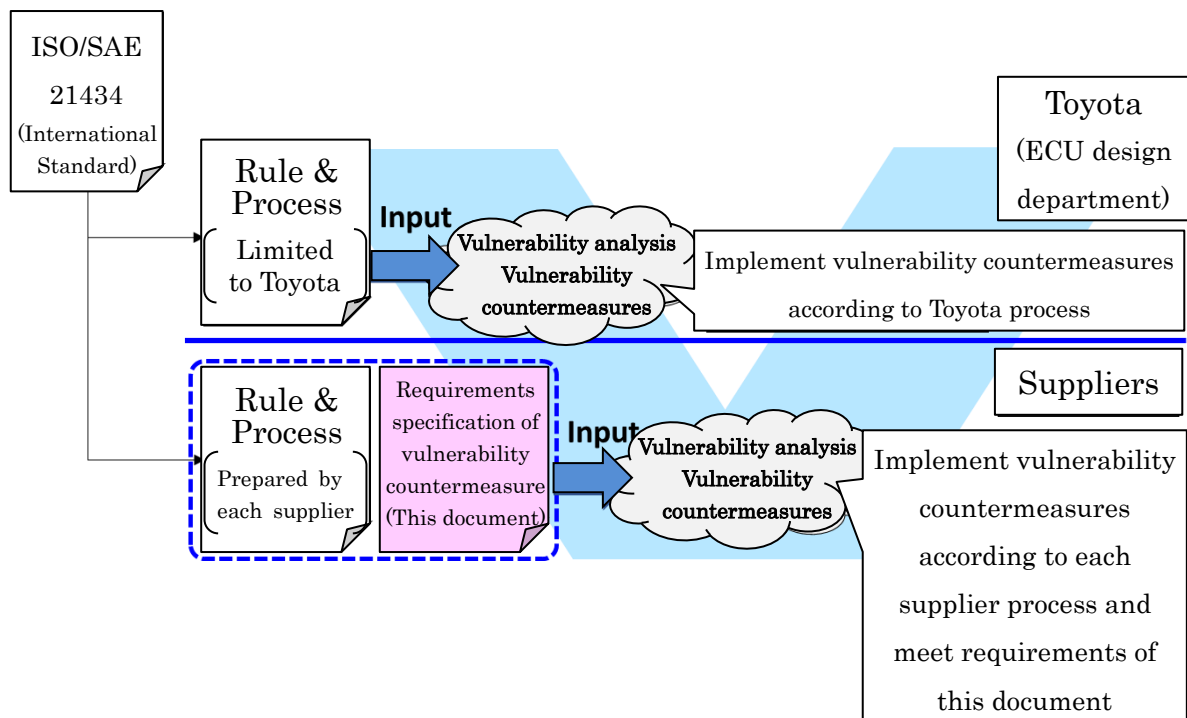 ISO/SAE
21434
(International
Standard)
Rule &
Process
Limited
to Toyota
Input
Vulnerability analysis
Vulnerability
countermeasures
Toyota
(ECU design
department)
Implement vulnerability countermeasures
according to Toyota process
Rule &
Process
Prepared by
each supplier
Requirements
specification of
vulnerability
countermeasure
(This document)
Input
Vulnerability analysis
Vulnerability
countermeasures
Suppliers
Implement vulnerability
countermeasures
according to each
supplier process and
meet requirements of
this document